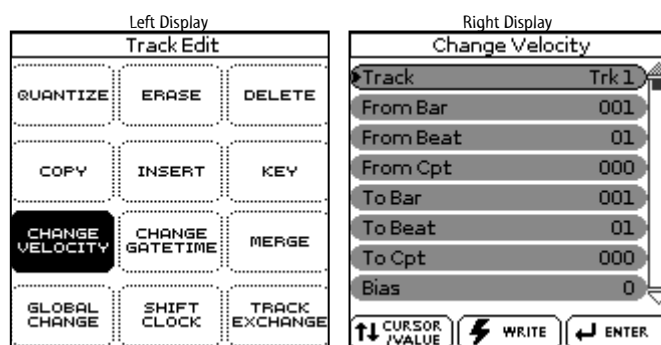 Left Display
Track Edit
QUANTIZE
ERASE
DELETE
COPY
INSERT
KEY
CHANGE
VELOCITY
CHANGE
GATETIME
MERGE
GLOBAL
CHANGE
SHIFT
CLOCK
TRACK
EXCHANGE
Right Display
Change Velocity
Track Trk 1
From Bar 001
From Beat 01
From Cpt 000
To Bar 001
To Beat 01
To Cpt 000
Bias 0
CURSOR
/VALUE
WRITE
ENTER